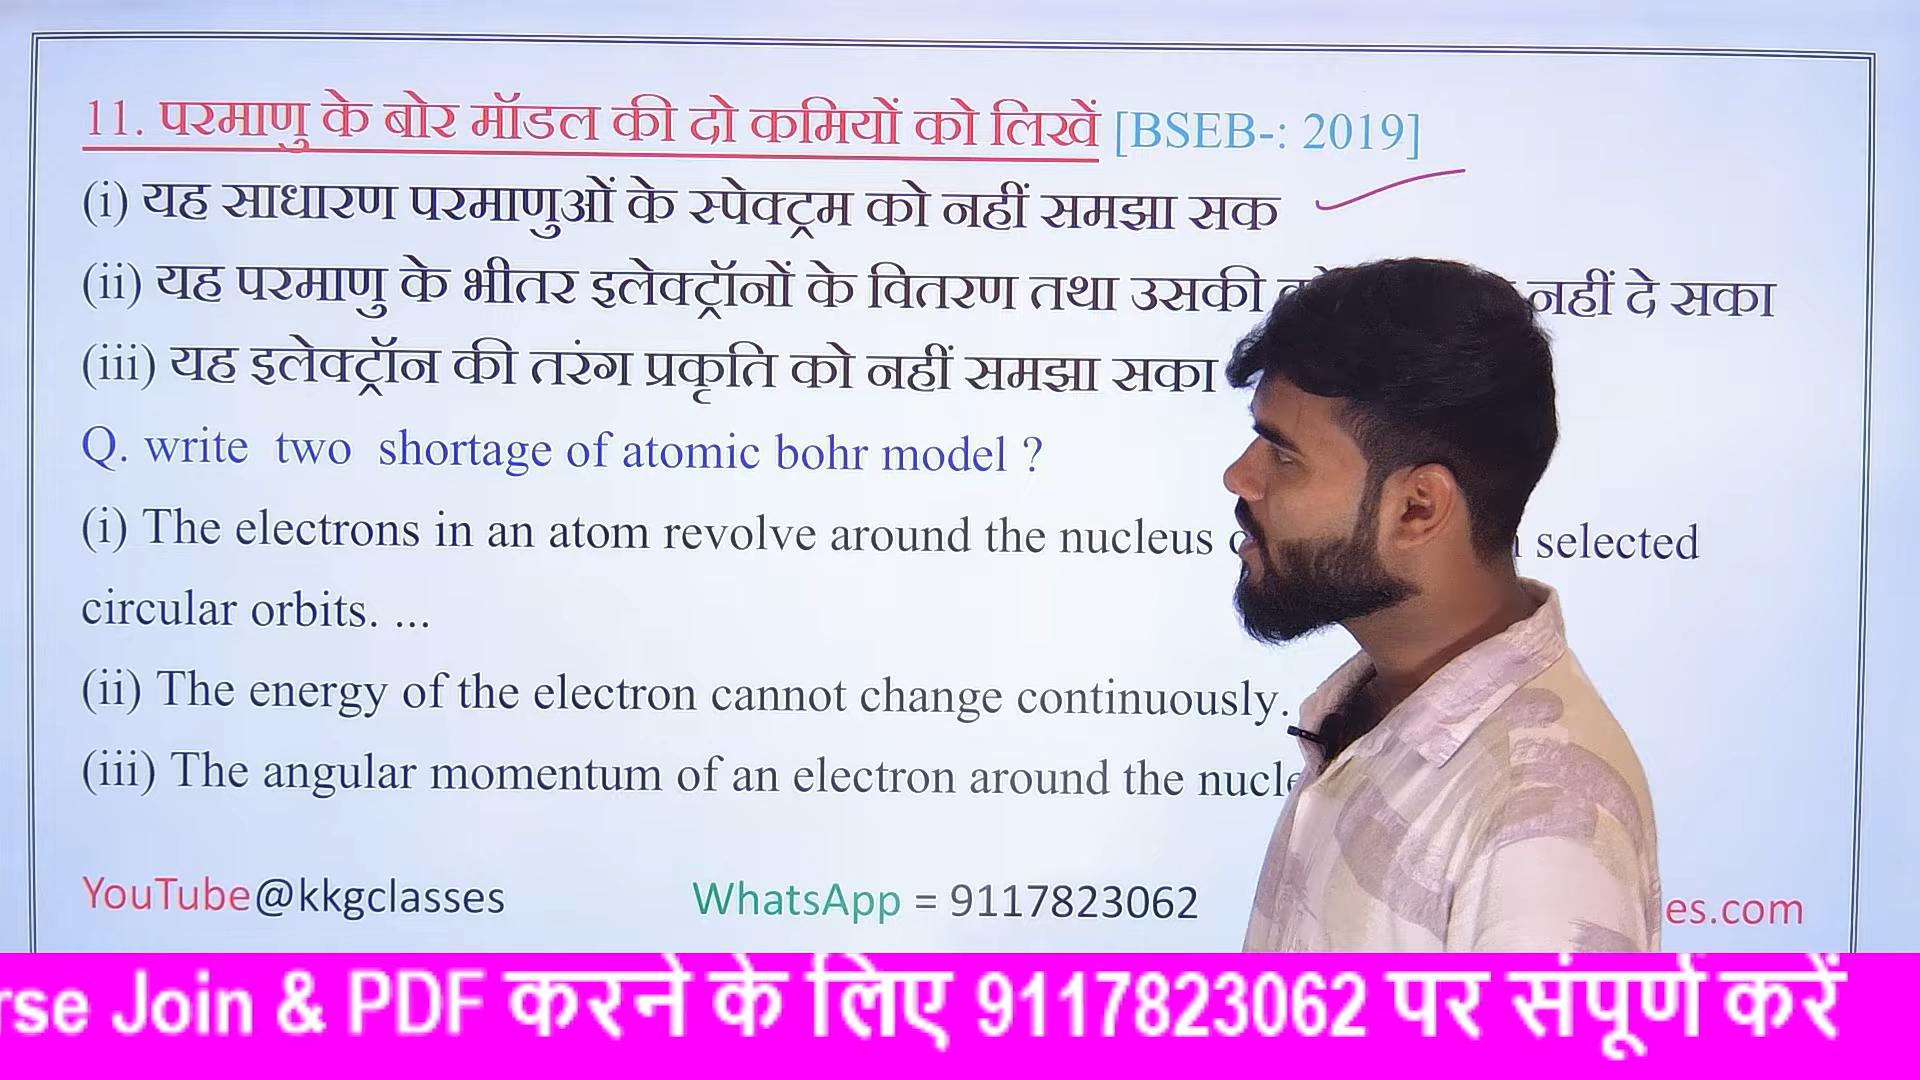 11. परमाणु के बोर मॉडल की दो कमियों को लिखें [BSEB-: 2019]
(i) यह साधारण परमाणुओं के स्पेक्ट्रम को नहीं समझा सक
(ii) यह परमाणु के भीतर इलेक्ट्रॉनों के वितरण तथा उसकी नहीं दे सका
(iii) यह इलेक्ट्रॉन की तरंग प्रकृति को नहीं समझा सका
Q. write two shortage of atomic bohr model ?
(i) The electrons in an atom revolve around the nucleus selected
circular orbits. ...
(ii) The energy of the electron cannot change continuously.
(iii) The angular momentum of an electron around the
YouTube@kkgclasses WhatsApp = 9117823062 es.com
rse Join & PDF करने के लिए 9117823062 पर संपूर्ण करें